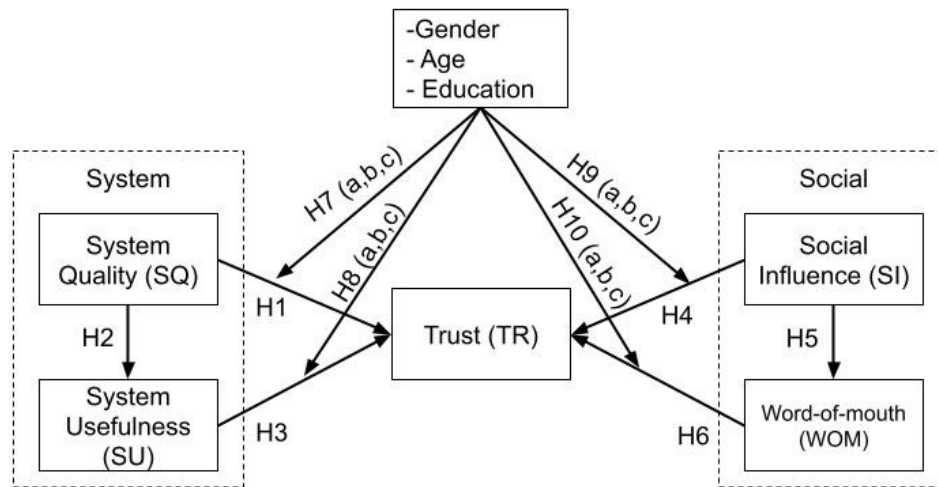 -Gender
- Age
- Education
System
Social
H7 (a,b,c)
H8 (a,b,c)
H9 (a,b,c)
H10 (a,b,c)
System
Quality (SQ)
Social
Influence (SI)
H1
H4
H2
Trust (TR)
H5
System
Usefulness
(SU)
H3
H6
Word-of-mouth
(WOM)